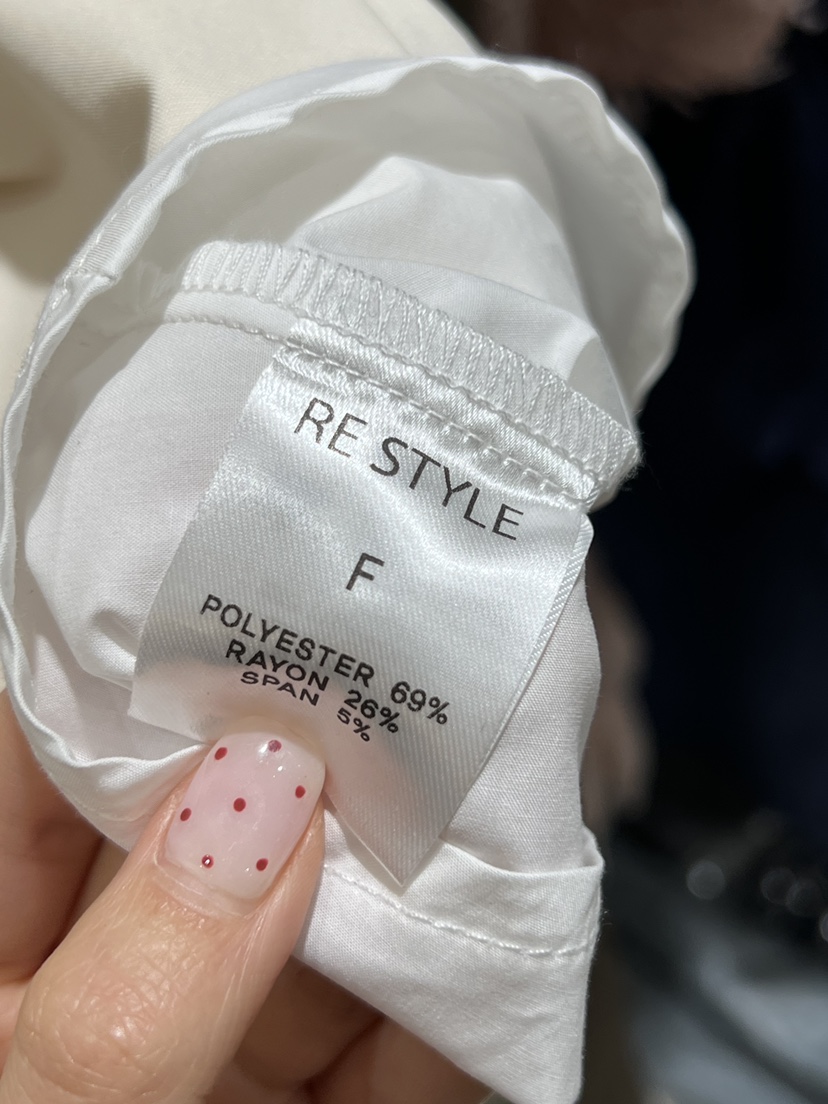 RE STYLE
F
POLYESTER 69%
RAYON 26%
SPAN 5%